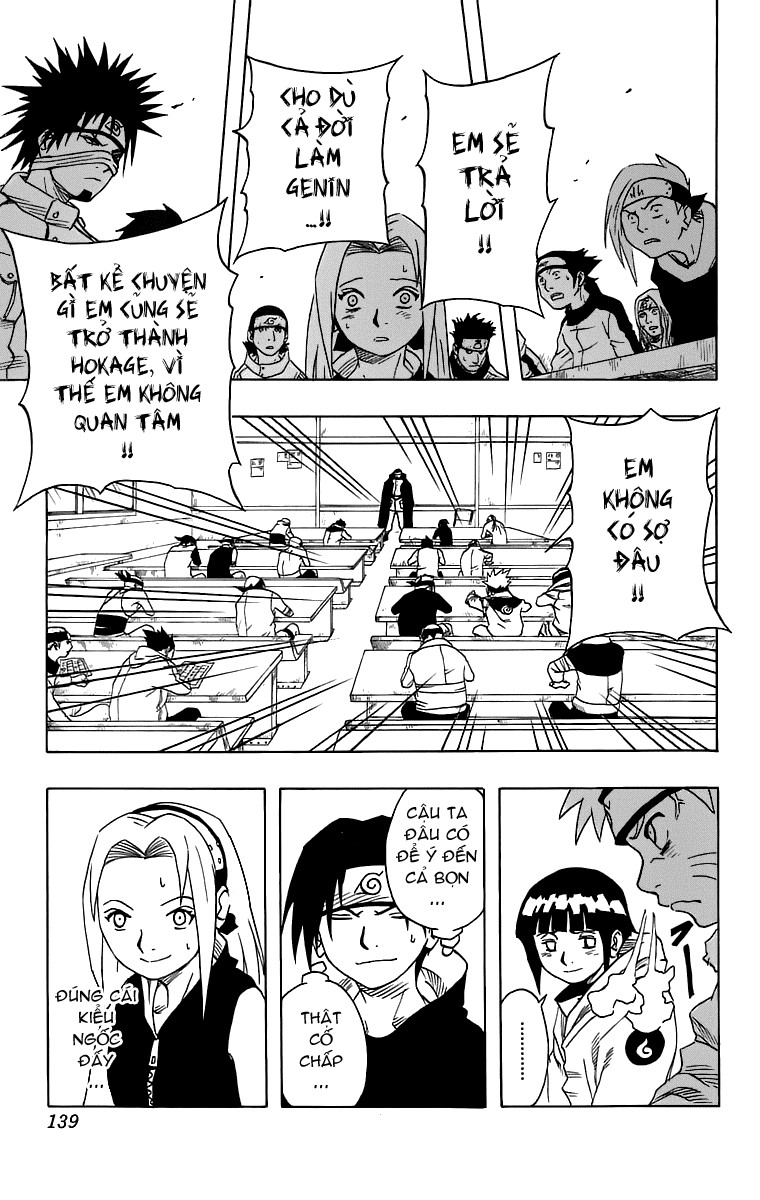 EM SẼ
TRẢ
LỜI
!!
CHO DÙ
CẢ ĐỜI
LÀM
GENIN
...!!
BẤT KỂ CHUYỆN
GÌ EM CŨNG SẼ
TRỞ THÀNH
HOKAGE, VÌ
THẾ EM KHÔNG
QUAN TÂM
!!
EM
KHÔNG
CÓ SỢ
ĐÂU
!!
.........
CẬU TA
ĐÂU CÓ
ĐỂ Ý ĐẾN
CẢ BỌN
...
THẬT
CỐ
CHẤP
...
ĐÚNG CÁI
KIỂU
NGỐC
ĐẤY
...
139